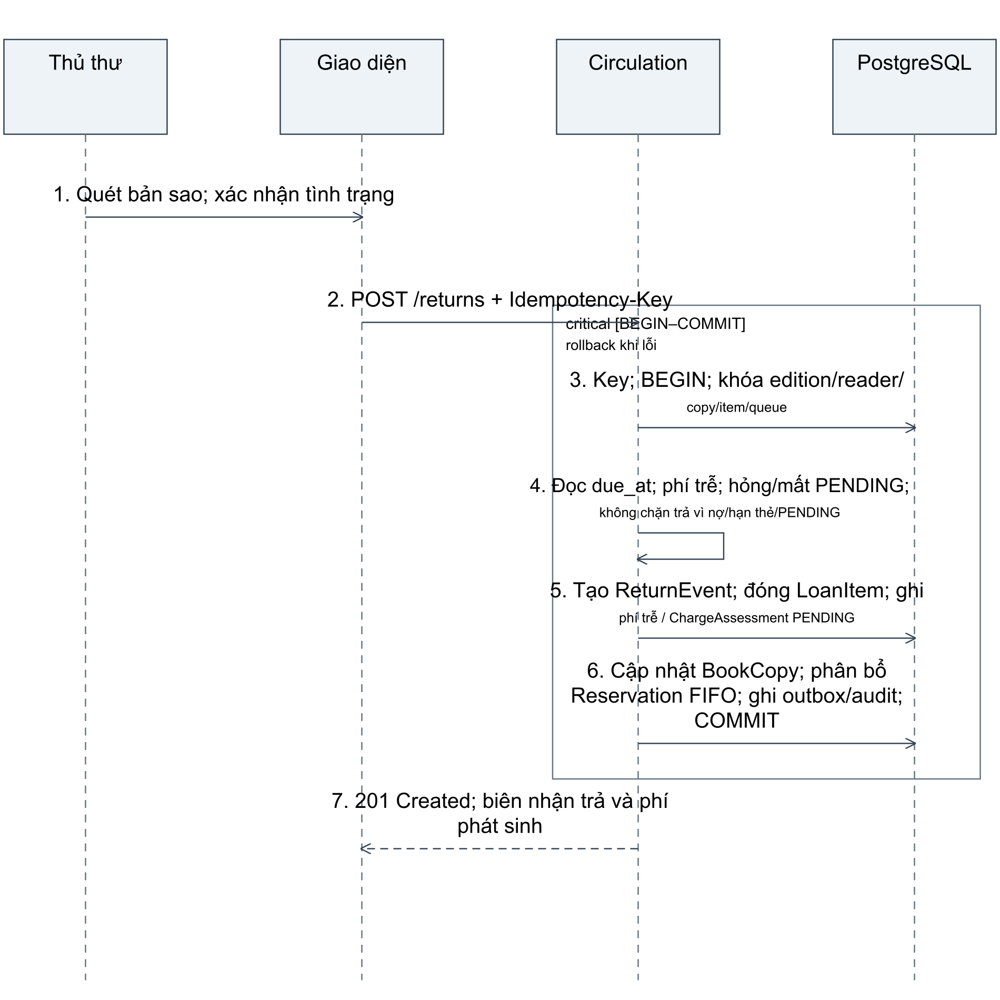 Thủ thư
Giao diện
Circulation
PostgreSQL
1. Quét bản sao; xác nhận tình trạng
2. POST /returns + Idempotency-Key
critical [BEGIN–COMMIT]
rollback khi lỗi
3. Key; BEGIN; khóa edition/reader/
copy/item/queue
4. Đọc due_at; phí trễ; hỏng/mất PENDING;
không chặn trả vì nợ/hạn thẻ/PENDING
5. Tạo ReturnEvent; đóng LoanItem; ghi
phí trễ / ChargeAssessment PENDING
6. Cập nhật BookCopy; phân bổ
Reservation FIFO; ghi outbox/audit;
COMMIT
7. 201 Created; biên nhận trả và phí
phát sinh